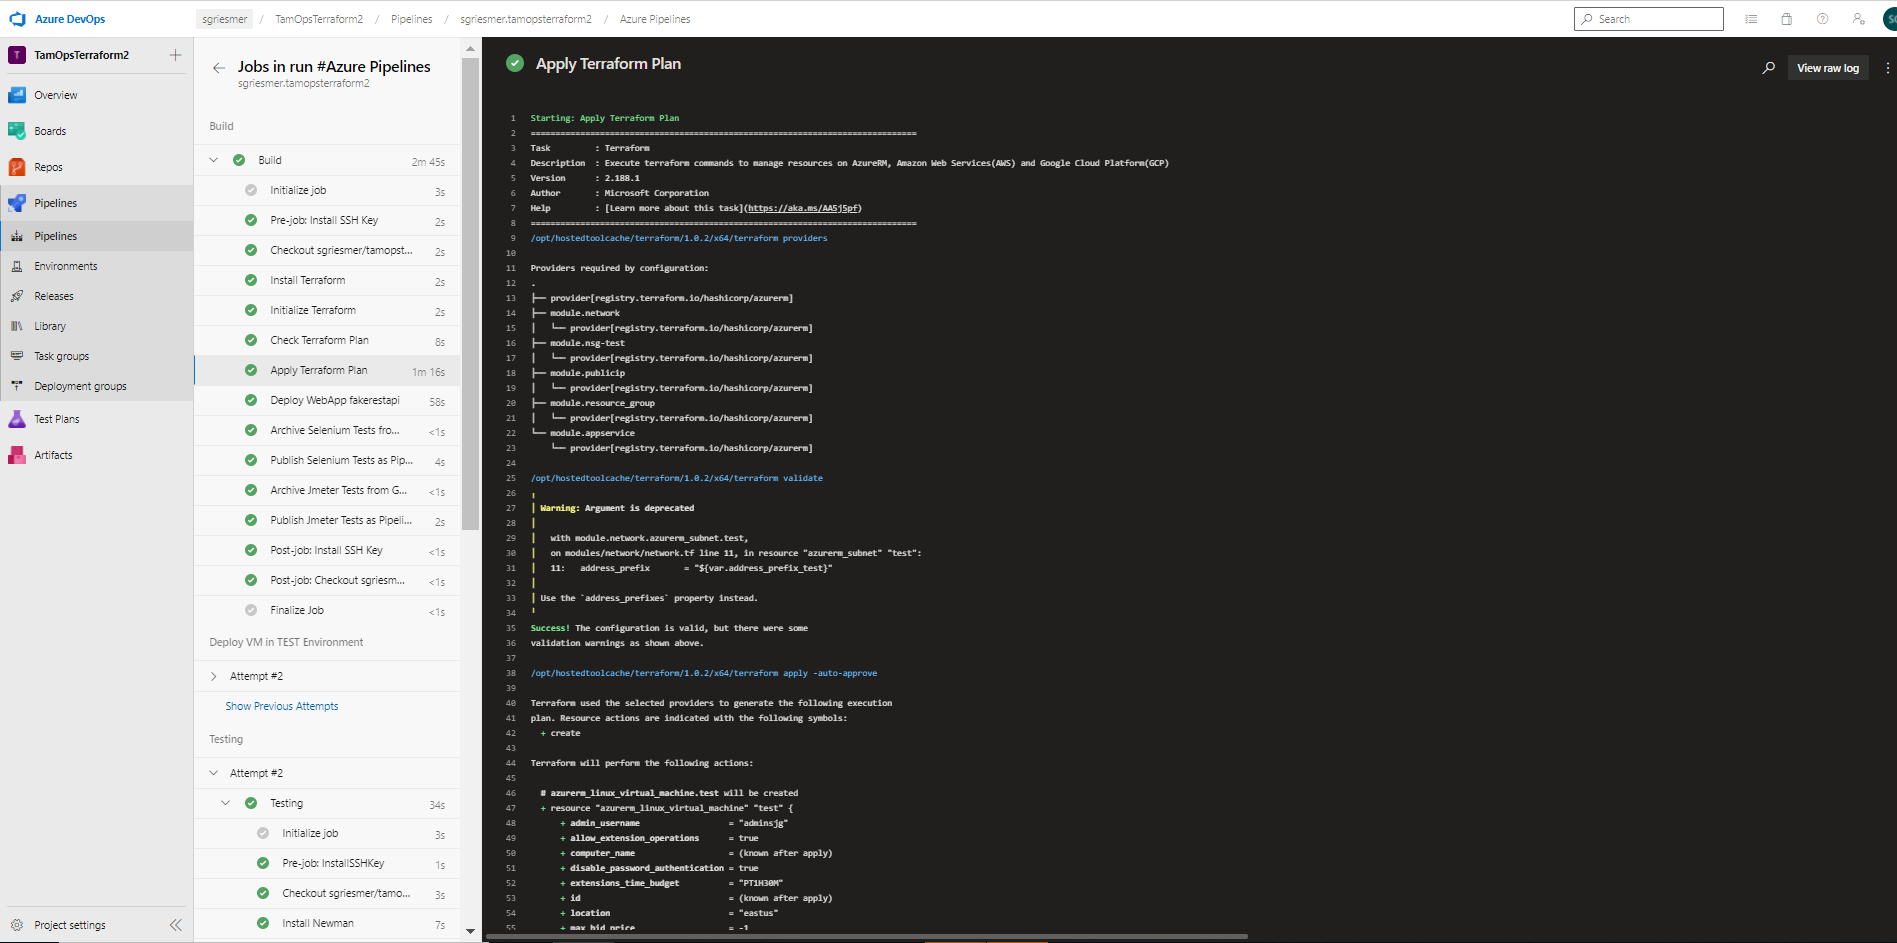 Azure DevOps
sgriesmer / TamOpsTerraform2 / Pipelines / sgriesmer.tamopsterraform2 / Azure Pipelines
Search
T TamOpsTerraform2
Overview
Boards
Repos
Pipelines
Pipelines
Environments
Releases
Library
Task groups
Deployment groups
Test Plans
Artifacts
Project settings
Jobs in run #Azure Pipelines
sgriesmer.tamopsterraform2
Build
Build 2m 45s
Initialize job 3s
Pre-job: Install SSH Key 2s
Checkout sgriesmer/tamopst... 2s
Install Terraform 2s
Initialize Terraform 2s
Check Terraform Plan 8s
Apply Terraform Plan 1m 16s
Deploy WebApp fakerestapi 58s
Archive Selenium Tests fro... <1s
Publish Selenium Tests as Pip... 4s
Archive Jmeter Tests from G... <1s
Publish Jmeter Tests as Pipeli... 2s
Post-job: Install SSH Key <1s
Post-job: Checkout sgriesm... <1s
Finalize Job <1s
Deploy VM in TEST Environment
Attempt #2
Show Previous Attempts
Testing
Attempt #2
Testing 34s
Initialize job 3s
Pre-job: InstallSSHKey 1s
Checkout sgriesmer/tamo... 3s
Install Newman 7s
Apply Terraform Plan
View raw log
1 Starting: Apply Terraform Plan
2 ==============================================================================
3 Task : Terraform
4 Description : Execute terraform commands to manage resources on AzureRM, Amazon Web Services(AWS) and Google Cloud Platform(GCP)
5 Version : 2.188.1
6 Author : Microsoft Corporation
7 Help : [Learn more about this task](https://aka.ms/AA5j5pf)
8 ==============================================================================
9 /opt/hostedtoolcache/terraform/1.0.2/x64/terraform providers
10
11 Providers required by configuration:
12 .
13 ├── provider[registry.terraform.io/hashicorp/azurerm]
14 ├── module.network
15 │   └── provider[registry.terraform.io/hashicorp/azurerm]
16 ├── module.nsg-test
17 │   └── provider[registry.terraform.io/hashicorp/azurerm]
18 ├── module.publicip
19 │   └── provider[registry.terraform.io/hashicorp/azurerm]
20 ├── module.resource_group
21 │   └── provider[registry.terraform.io/hashicorp/azurerm]
22 └── module.appservice
23     └── provider[registry.terraform.io/hashicorp/azurerm]
24
25 /opt/hostedtoolcache/terraform/1.0.2/x64/terraform validate
26 ╷
27 │ Warning: Argument is deprecated
28 │
29 │   with module.network.azurerm_subnet.test,
30 │   on modules/network/network.tf line 11, in resource "azurerm_subnet" "test":
31 │   11:   address_prefix       = "${var.address_prefix_test}"
32 │
33 │ Use the `address_prefixes` property instead.
34 ╵
35 Success! The configuration is valid, but there were some
36 validation warnings as shown above.
37
38 /opt/hostedtoolcache/terraform/1.0.2/x64/terraform apply -auto-approve
39
40 Terraform used the selected providers to generate the following execution
41 plan. Resource actions are indicated with the following symbols:
42   + create
43
44 Terraform will perform the following actions:
45
46   # azurerm_linux_virtual_machine.test will be created
47   + resource "azurerm_linux_virtual_machine" "test" {
48       + admin_username                  = "adminsjg"
49       + allow_extension_operations      = true
50       + computer_name                   = (known after apply)
51       + disable_password_authentication = true
52       + extensions_time_budget          = "PT1H30M"
53       + id                              = (known after apply)
54       + location                        = "eastus"
55       + max_bid_price                   = -1